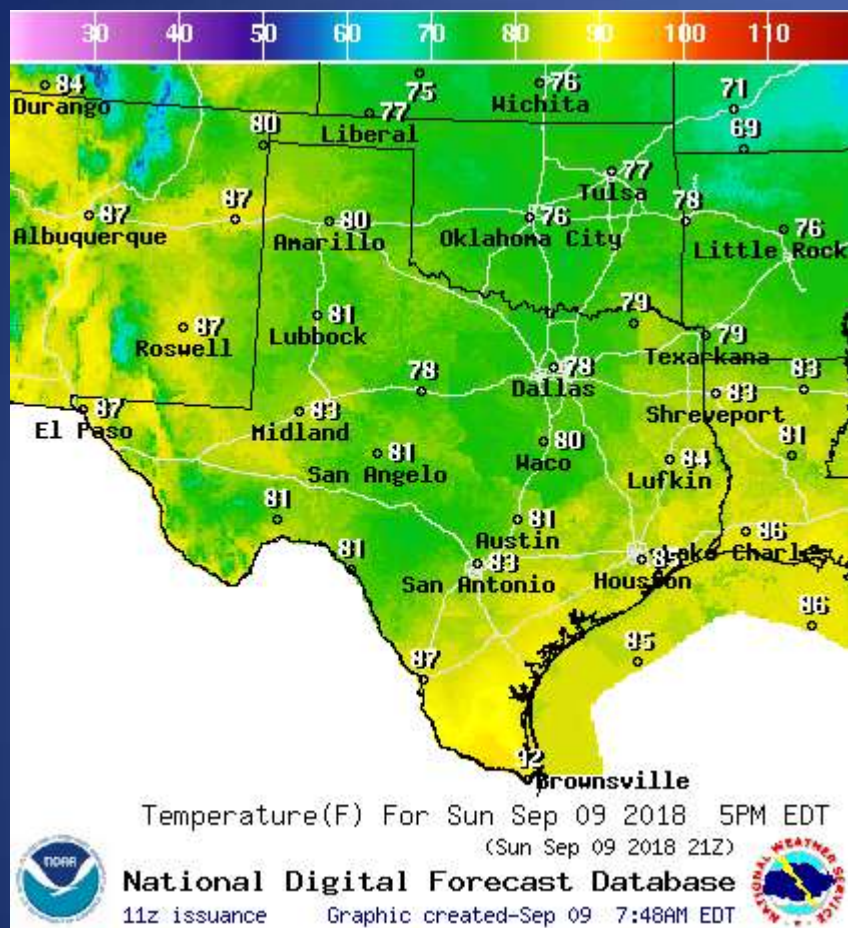 30 40 50 60 70 80 90 100 110
84
Durango
75
76
Wichita
71
77
Liberal
80
69
77
Tulsa
87
Albuquerque
87
80
Amarillo
76
Oklahoma City
78
76
Little Rock
87
Roswell
81
Lubbock
79
79
Texarkana
78
Dallas
78
83
Shreveport
83
87
El Paso
83
Midland
81
San Angelo
80
Waco
84
Lufkin
81
81
81
Austin
86
Lake Charles
81
83
San Antonio
Houston
86
85
87
92
Brownsville
Temperature(F) For Sun Sep 09 2018 5PM EDT
(Sun Sep 09 2018 21Z)
National Digital Forecast Database
11z issuance Graphic created-Sep 09 7:48AM EDT
NOAA
NATIONAL WEATHER SERVICE